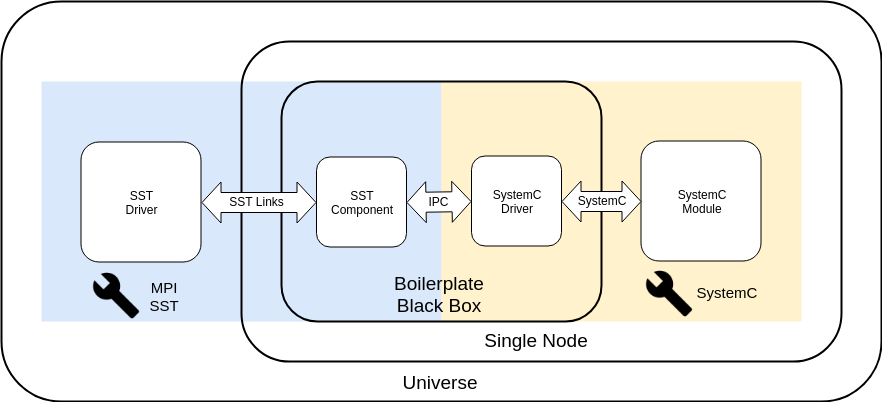 SST
Driver
SST Links
SST
Component
IPC
SystemC
Driver
SystemC
SystemC
Module
MPI
SST
Boilerplate
Black Box
SystemC
Single Node
Universe